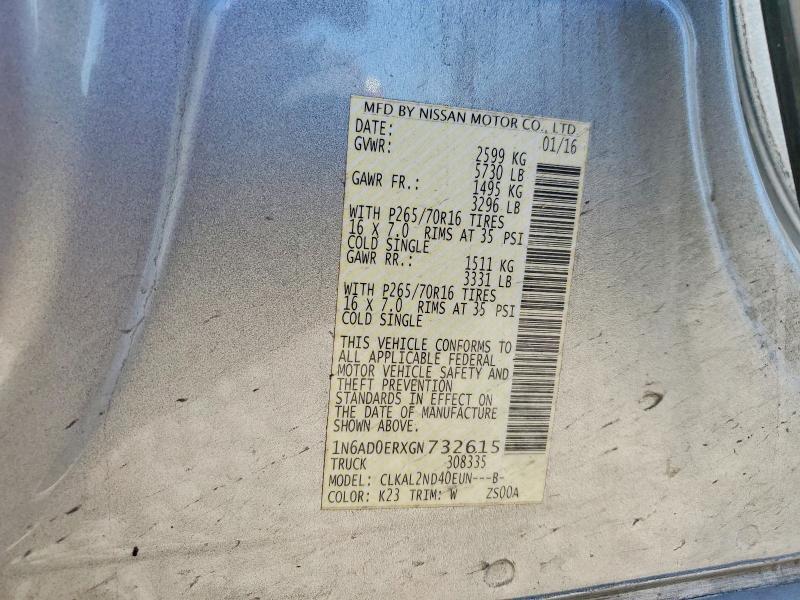 MFD BY NISSAN MOTOR CO., LTD.
DATE: 01/16
GVWR: 2599 KG
5730 LB
GAWR FR.: 1495 KG
3296 LB
WITH P265/70R16 TIRES
16 X 7.0 RIMS AT 35 PSI
COLD SINGLE
GAWR RR.: 1511 KG
3331 LB
WITH P265/70R16 TIRES
16 X 7.0 RIMS AT 35 PSI
COLD SINGLE
THIS VEHICLE CONFORMS TO
ALL APPLICABLE FEDERAL
MOTOR VEHICLE SAFETY AND
THEFT PREVENTION
STANDARDS IN EFFECT ON
THE DATE OF MANUFACTURE
SHOWN ABOVE.
1N6AD0ERXGN732615
TRUCK 308335
MODEL: CLKAL2ND40EUN---B-
COLOR: K23 TRIM: W ZS00A